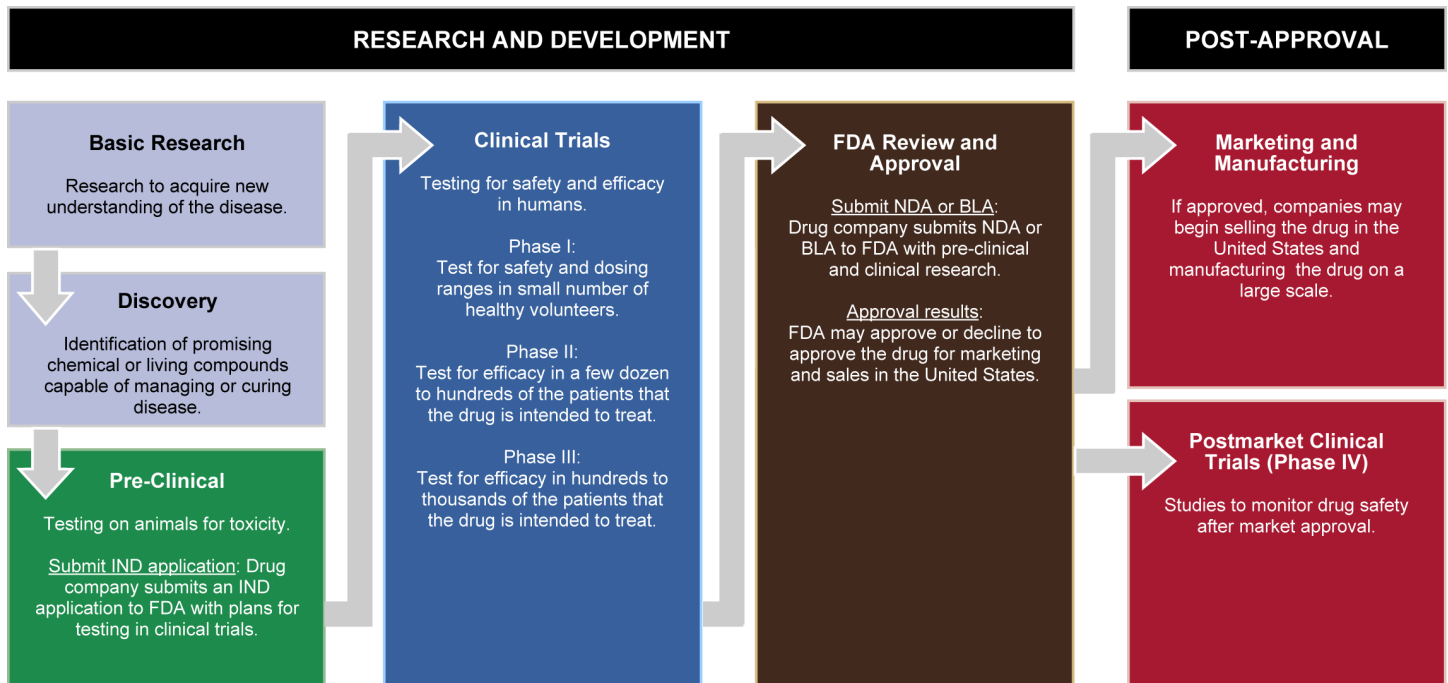 RESEARCH AND DEVELOPMENT
POST-APPROVAL
Basic Research
Research to acquire new
understanding of the disease.
Discovery
Identification of promising
chemical or living compounds
capable of managing or curing
disease.
Pre-Clinical
Testing on animals for toxicity.
Submit IND application: Drug
company submits an IND
application to FDA with plans for
testing in clinical trials.
Clinical Trials
Testing for safety and efficacy
in humans.
Phase I:
Test for safety and dosing
ranges in small number of
healthy volunteers.
Phase II:
Test for efficacy in a few dozen
to hundreds of the patients that
the drug is intended to treat.
Phase III:
Test for efficacy in hundreds to
thousands of the patients that
the drug is intended to treat.
FDA Review and
Approval
Submit NDA or BLA:
Drug company submits NDA or
BLA to FDA with pre-clinical
and clinical research.
Approval results:
FDA may approve or decline to
approve the drug for marketing
and sales in the United States.
Marketing and
Manufacturing
If approved, companies may
begin selling the drug in the
United States and
manufacturing  the drug on a
large scale.
Postmarket Clinical
Trials (Phase IV)
Studies to monitor drug safety
after market approval.